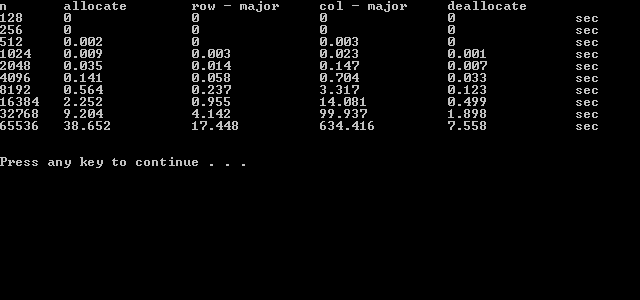 n allocate row - major col - major deallocate
128 0 0 0 0 sec
256 0 0 0 0 sec
512 0.002 0 0.003 0 sec
1024 0.009 0.003 0.023 0.001 sec
2048 0.035 0.014 0.147 0.007 sec
4096 0.141 0.058 0.704 0.033 sec
8192 0.564 0.237 3.317 0.123 sec
16384 2.252 0.955 14.081 0.499 sec
32768 9.204 4.142 99.937 1.898 sec
65536 38.652 17.448 634.416 7.558 sec
Press any key to continue . . .